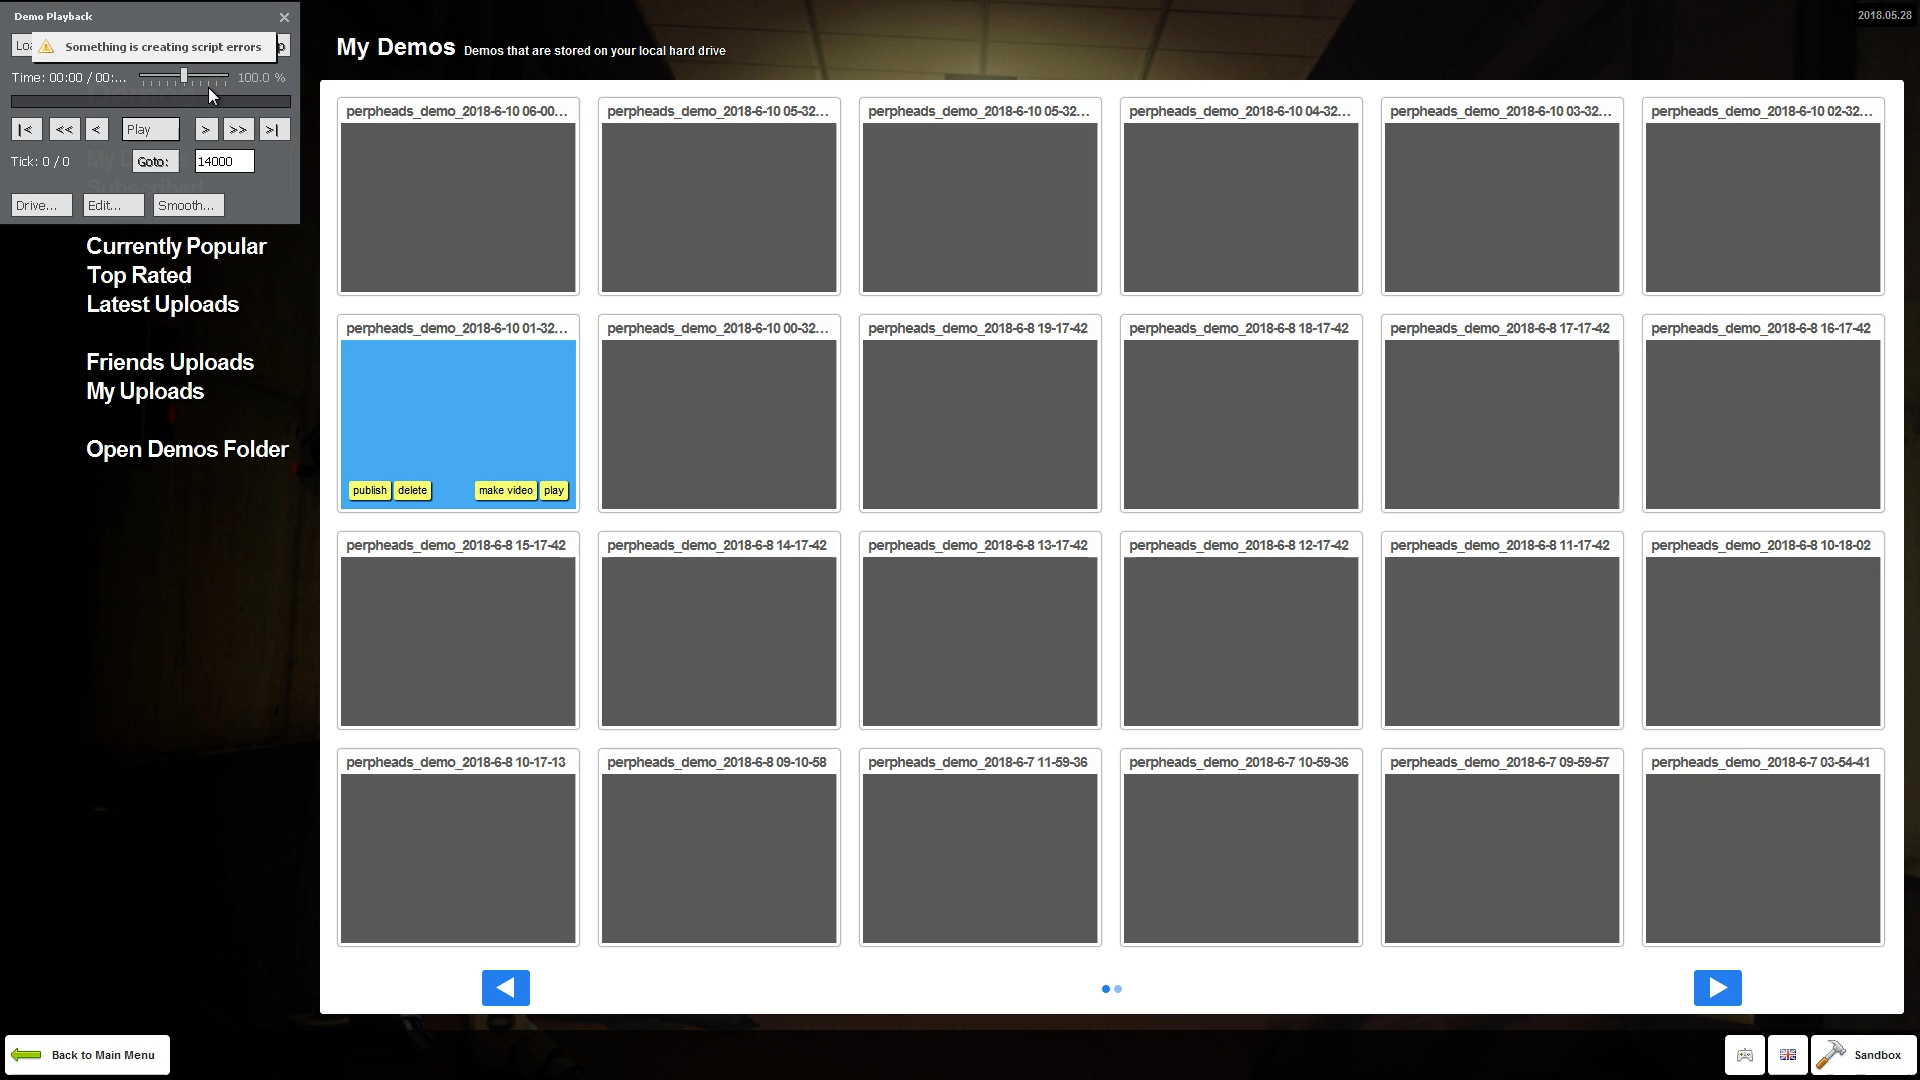 Demo Playback
2018.05.28
Something is creating script errors
My Demos Demos that are stored on your local hard drive
Time: 00:00 / 00:... 100.0 %
|< << < Play > >> >|
Tick: 0 / 0 Goto: 14000
Drive... Edit... Smooth...
Subscribed
Currently Popular
Top Rated
Latest Uploads
Friends Uploads
My Uploads
Open Demos Folder
perpheads_demo_2018-6-10 06-00...
perpheads_demo_2018-6-10 05-32...
perpheads_demo_2018-6-10 05-32...
perpheads_demo_2018-6-10 04-32...
perpheads_demo_2018-6-10 03-32...
perpheads_demo_2018-6-10 02-32...
perpheads_demo_2018-6-10 01-32...
publish delete make video play
perpheads_demo_2018-6-10 00-32...
perpheads_demo_2018-6-8 19-17-42
perpheads_demo_2018-6-8 18-17-42
perpheads_demo_2018-6-8 17-17-42
perpheads_demo_2018-6-8 16-17-42
perpheads_demo_2018-6-8 15-17-42
perpheads_demo_2018-6-8 14-17-42
perpheads_demo_2018-6-8 13-17-42
perpheads_demo_2018-6-8 12-17-42
perpheads_demo_2018-6-8 11-17-42
perpheads_demo_2018-6-8 10-18-02
perpheads_demo_2018-6-8 10-17-13
perpheads_demo_2018-6-8 09-10-58
perpheads_demo_2018-6-7 11-59-36
perpheads_demo_2018-6-7 10-59-36
perpheads_demo_2018-6-7 09-59-57
perpheads_demo_2018-6-7 03-54-41
Back to Main Menu
Sandbox